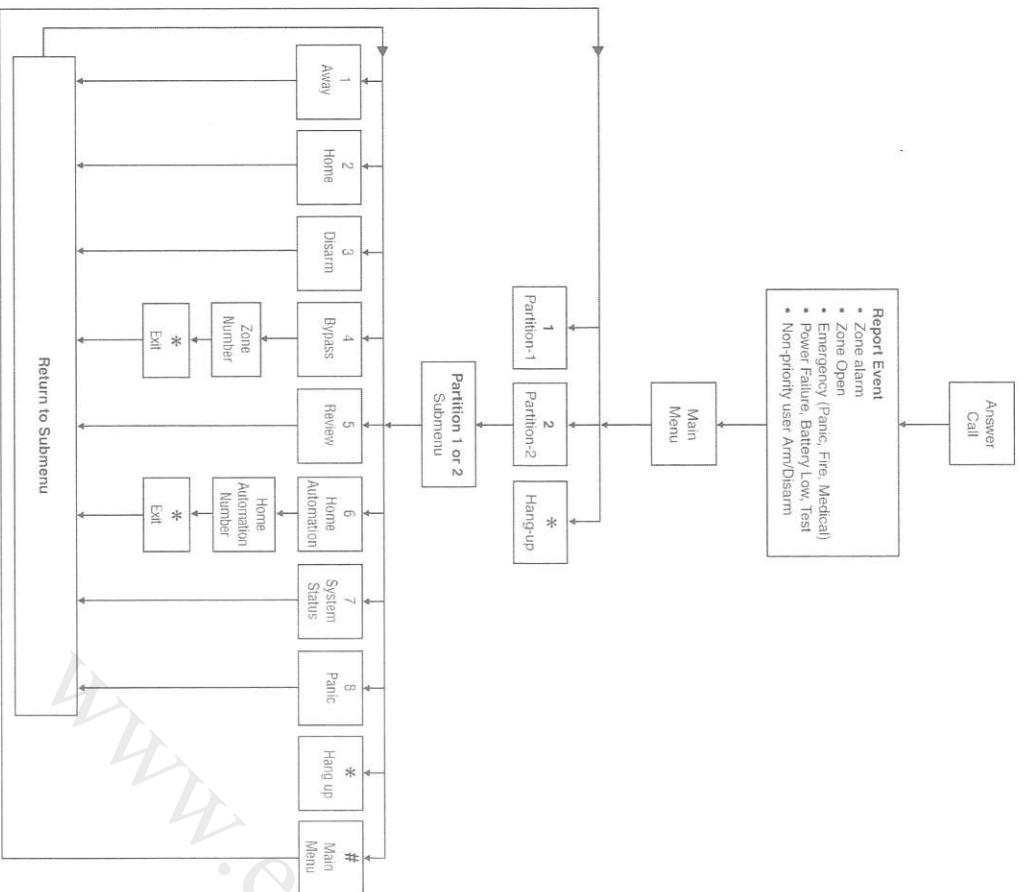 Answer
Call
Report Event
• Zone alarm
• Zone Open
• Emergency (Panic, Fire, Medical)
• Power Failure, Battery Low, Test
• Non-priority user Arm/Disarm
Main
Menu
1
Partition-1
2
Partition-2
*
Hang-up
Partition 1 or 2
Submenu
1
Away
2
Home
3
Disarm
4
Bypass
5
Review
6
Home
Automation
7
System
Status
8
Panic
*
Hang up
#
Main
Menu
Zone
Number
Home
Automation
Number
*
Exit
*
Exit
Return to Submenu
www.e